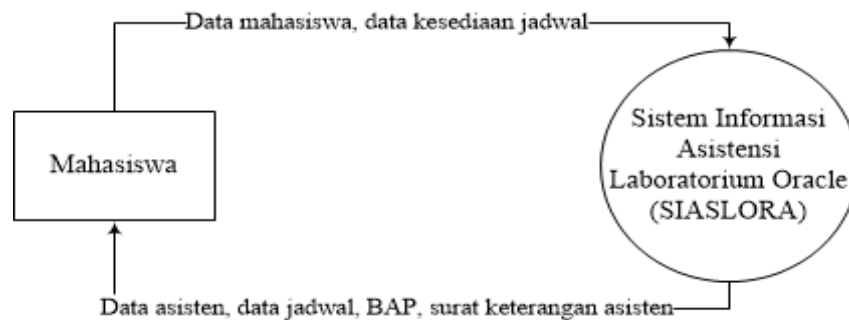 Data mahasiswa, data kesediaan jadwal
Mahasiswa
Sistem Informasi
Asistensi
Laboratorium Oracle
(SIASLORA)
Data asisten, data jadwal, BAP, surat keterangan asisten